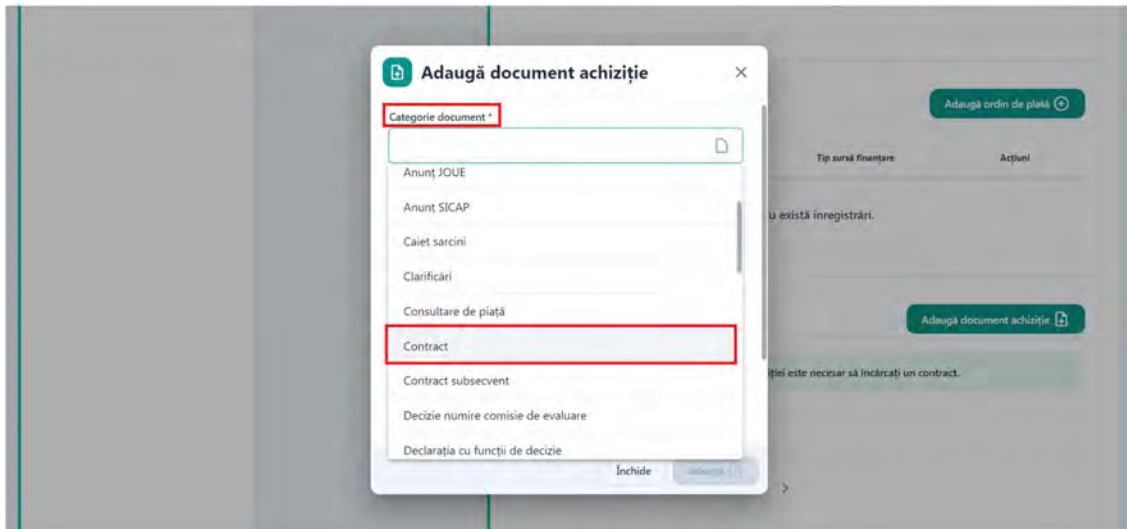 Adaugă document achiziție
Categorie document *
Anunț JOUE
Anunț SICAP
Caiet sarcini
Clarificări
Consultare de piață
Contract
Contract subsecvent
Decizie numire comisie de evaluare
Declarația cu funcții de decizie
Închide
Adaugă
Adaugă ordin de plată
Tip sursă finanțare
Acțiuni
u există înregistrări.
Adaugă document achiziție
iției este necesar să încărcați un contract.